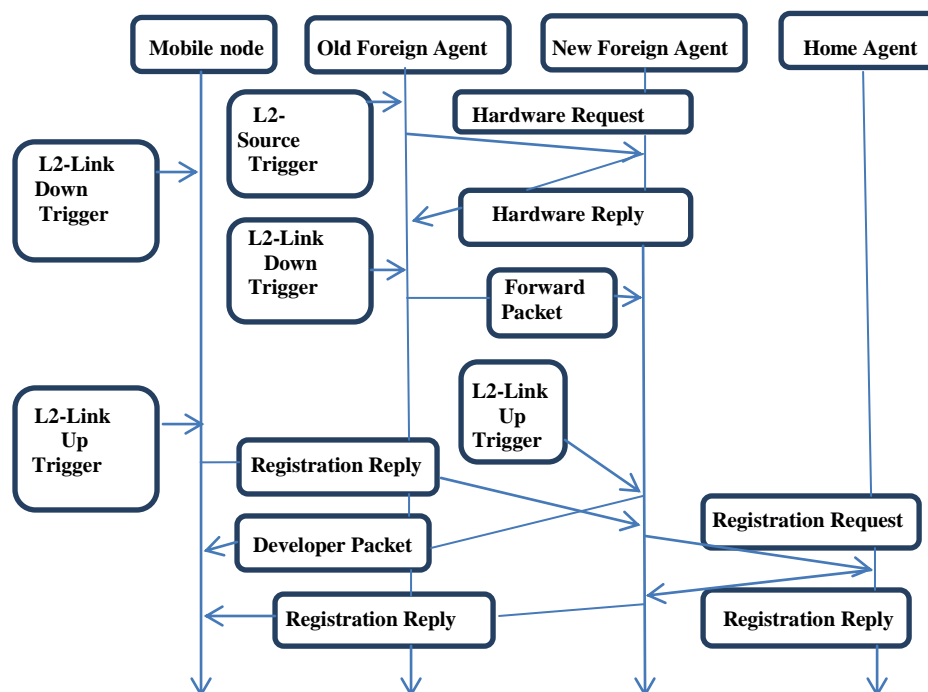 Mobile node
Old Foreign Agent
New Foreign Agent
Home Agent
L2-
Source
Trigger
Hardware Request
L2-Link
Down
Trigger
Hardware Reply
L2-Link
Down
Trigger
Forward
Packet
L2-Link
Up
Trigger
L2-Link
Up
Trigger
Registration Reply
Registration Request
Developer Packet
Registration Reply
Registration Reply